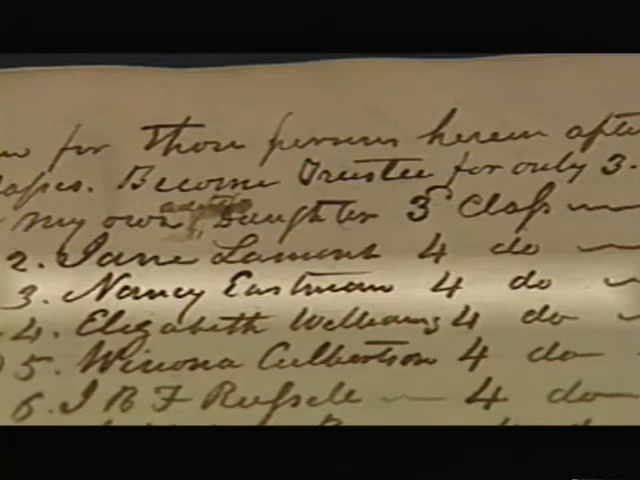 for those persons herein after
lasses. Become Trustee for only 3.
my own Daughter 3 Class
2. Jane Lamont 4 do
3. Nancy Eastman 4 do
4. Elizabeth Williams 4 do
5. Winona Culbertson 4 do
6. J B F Russell 4 do